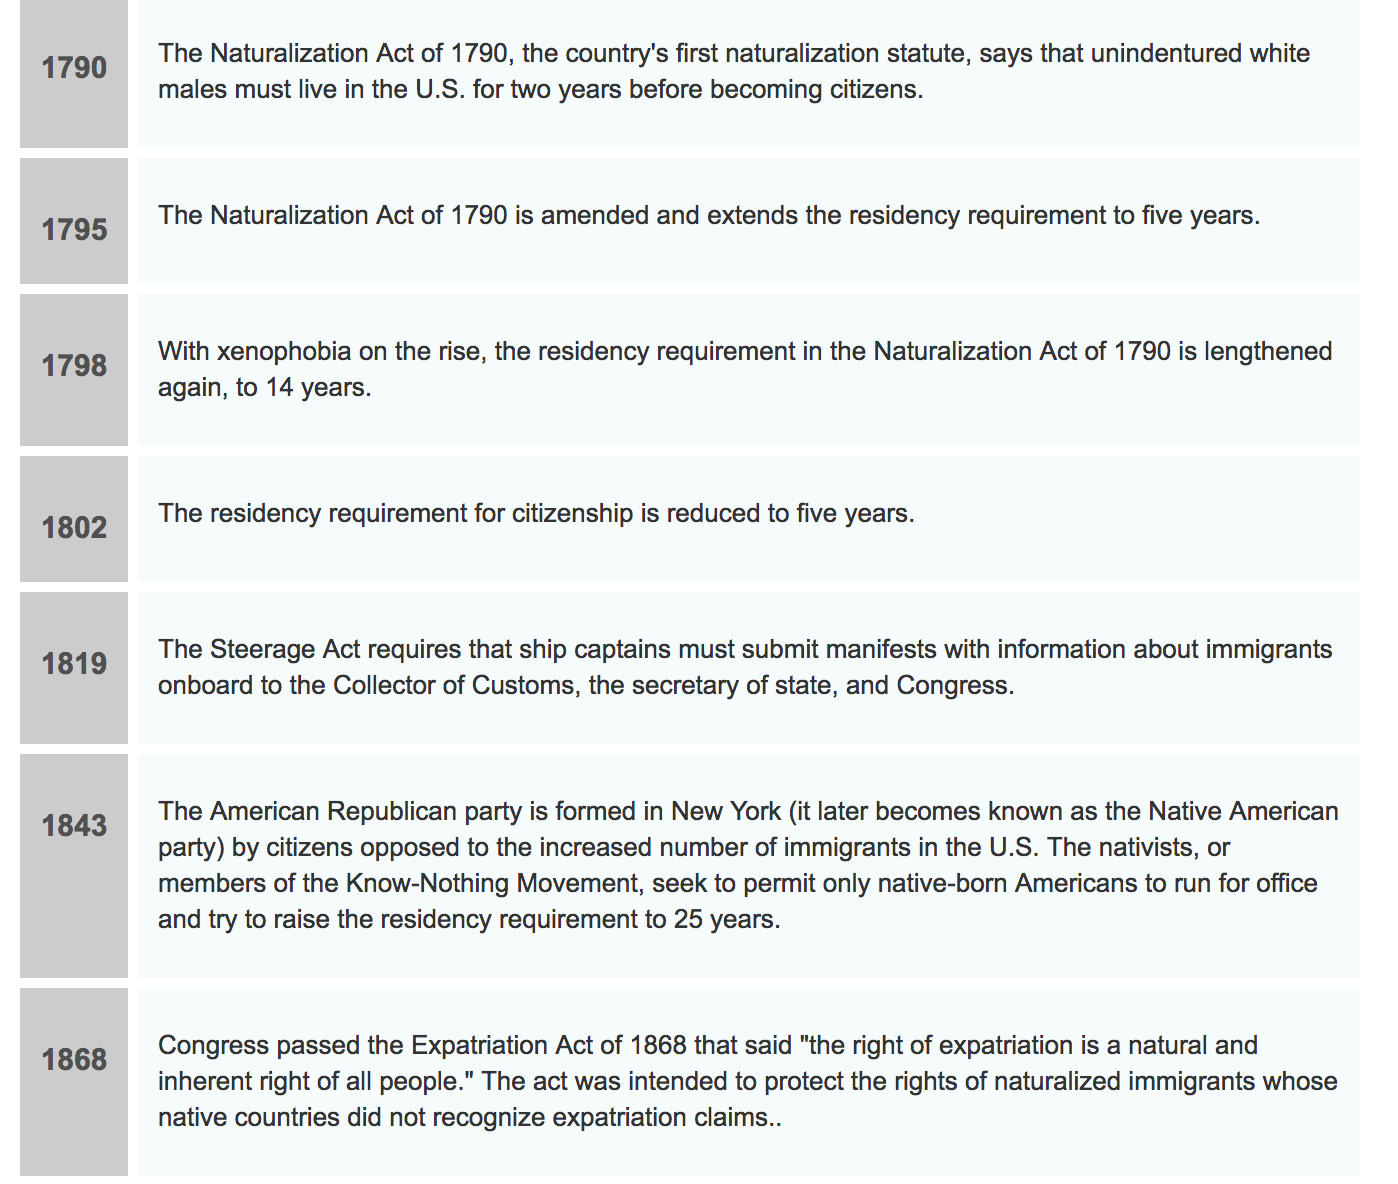 1790
The Naturalization Act of 1790, the country's first naturalization statute, says that unindentured white
males must live in the U.S. for two years before becoming citizens.
1795
The Naturalization Act of 1790 is amended and extends the residency requirement to five years.
1798
With xenophobia on the rise, the residency requirement in the Naturalization Act of 1790 is lengthened
again, to 14 years.
1802
The residency requirement for citizenship is reduced to five years.
1819
The Steerage Act requires that ship captains must submit manifests with information about immigrants
onboard to the Collector of Customs, the secretary of state, and Congress.
1843
The American Republican party is formed in New York (it later becomes known as the Native American
party) by citizens opposed to the increased number of immigrants in the U.S. The nativists, or
members of the Know-Nothing Movement, seek to permit only native-born Americans to run for office
and try to raise the residency requirement to 25 years.
1868
Congress passed the Expatriation Act of 1868 that said "the right of expatriation is a natural and
inherent right of all people." The act was intended to protect the rights of naturalized immigrants whose
native countries did not recognize expatriation claims..